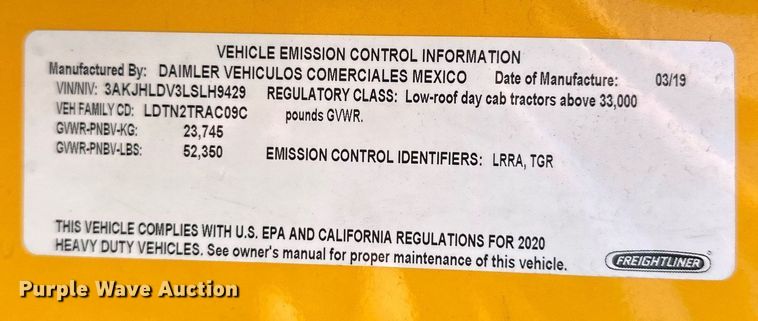 VEHICLE EMISSION CONTROL INFORMATION
Manufactured By: DAIMLER VEHICULOS COMERCIALES MEXICO Date of Manufacture: 03/19
VIN/NIV: 3AKJHLDV3LSLH9429 REGULATORY CLASS: Low-roof day cab tractors above 33,000
VEH FAMILY CD: LDTN2TRAC09C pounds GVWR.
GVWR-PNBV-KG: 23,745
GVWR-PNBV-LBS: 52,350 EMISSION CONTROL IDENTIFIERS: LRRA, TGR
THIS VEHICLE COMPLIES WITH U.S. EPA AND CALIFORNIA REGULATIONS FOR 2020
HEAVY DUTY VEHICLES. See owner's manual for proper maintenance of this vehicle.
FREIGHTLINER
Purple Wave Auction